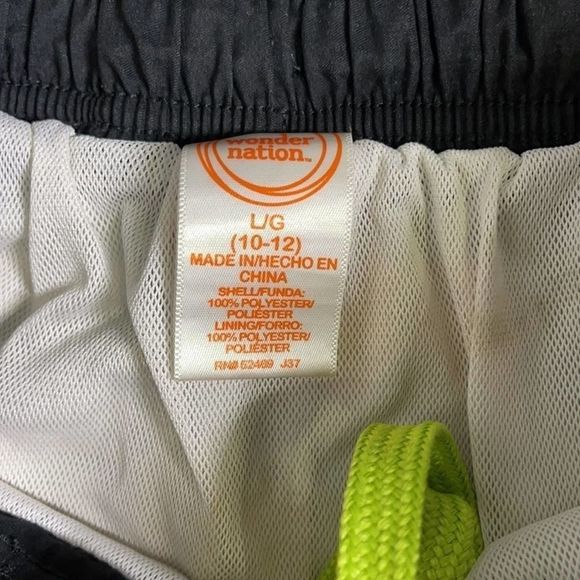 wonder
nation™
L/G
(10-12)
MADE IN/HECHO EN
CHINA
SHELL/FUNDA:
100% POLYESTER/
POLIÉSTER
LINING/FORRO:
100% POLYESTER/
POLIÉSTER
RN# 52469 J37